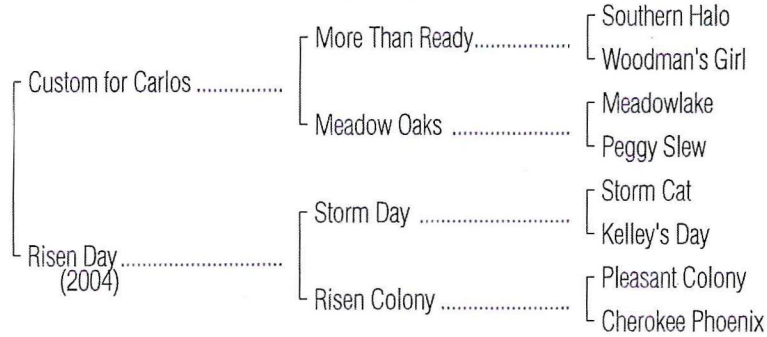 Southern Halo
More Than Ready
Woodman's Girl
Custom for Carlos
Meadowlake
Meadow Oaks
Peggy Slew
Storm Cat
Storm Day
Kelley's Day
Risen Day
(2004)
Pleasant Colony
Risen Colony
Cherokee Phoenix